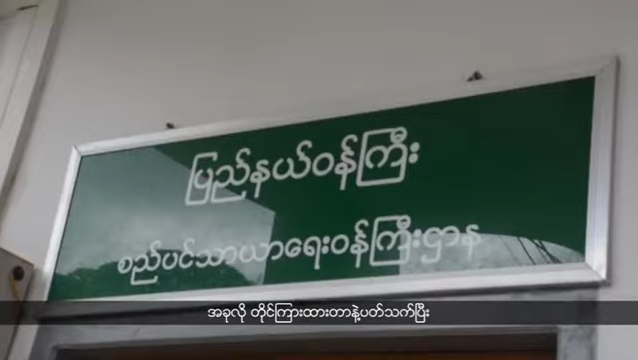 ပြည်နယ်ဝန်ကြီး
စည်ပင်သာယာရေးဝန်ကြီးဌာန
အခုလို တိုင်ကြားထားတာနဲ့ပတ်သက်ပြီး